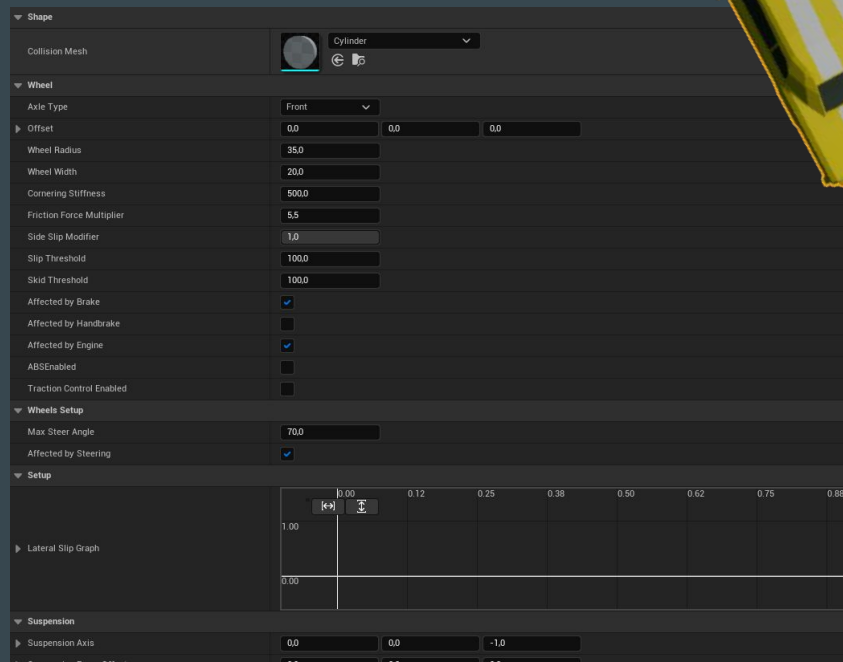 Shape
Collision Mesh
Cylinder
Wheel
Axle Type Front
Offset 0,0 0,0 0,0
Wheel Radius 35,0
Wheel Width 20,0
Cornering Stiffness 500,0
Friction Force Multiplier 5,5
Side Slip Modifier 1,0
Slip Threshold 100,0
Skid Threshold 100,0
Affected by Brake
Affected by Handbrake
Affected by Engine
ABSEnabled
Traction Control Enabled
Wheels Setup
Max Steer Angle 70,0
Affected by Steering
Setup
0.00 0.12 0.25 0.38 0.50 0.62 0.75 0.88
1.00
Lateral Slip Graph
0.00
Suspension
Suspension Axis 0,0 0,0 -1,0